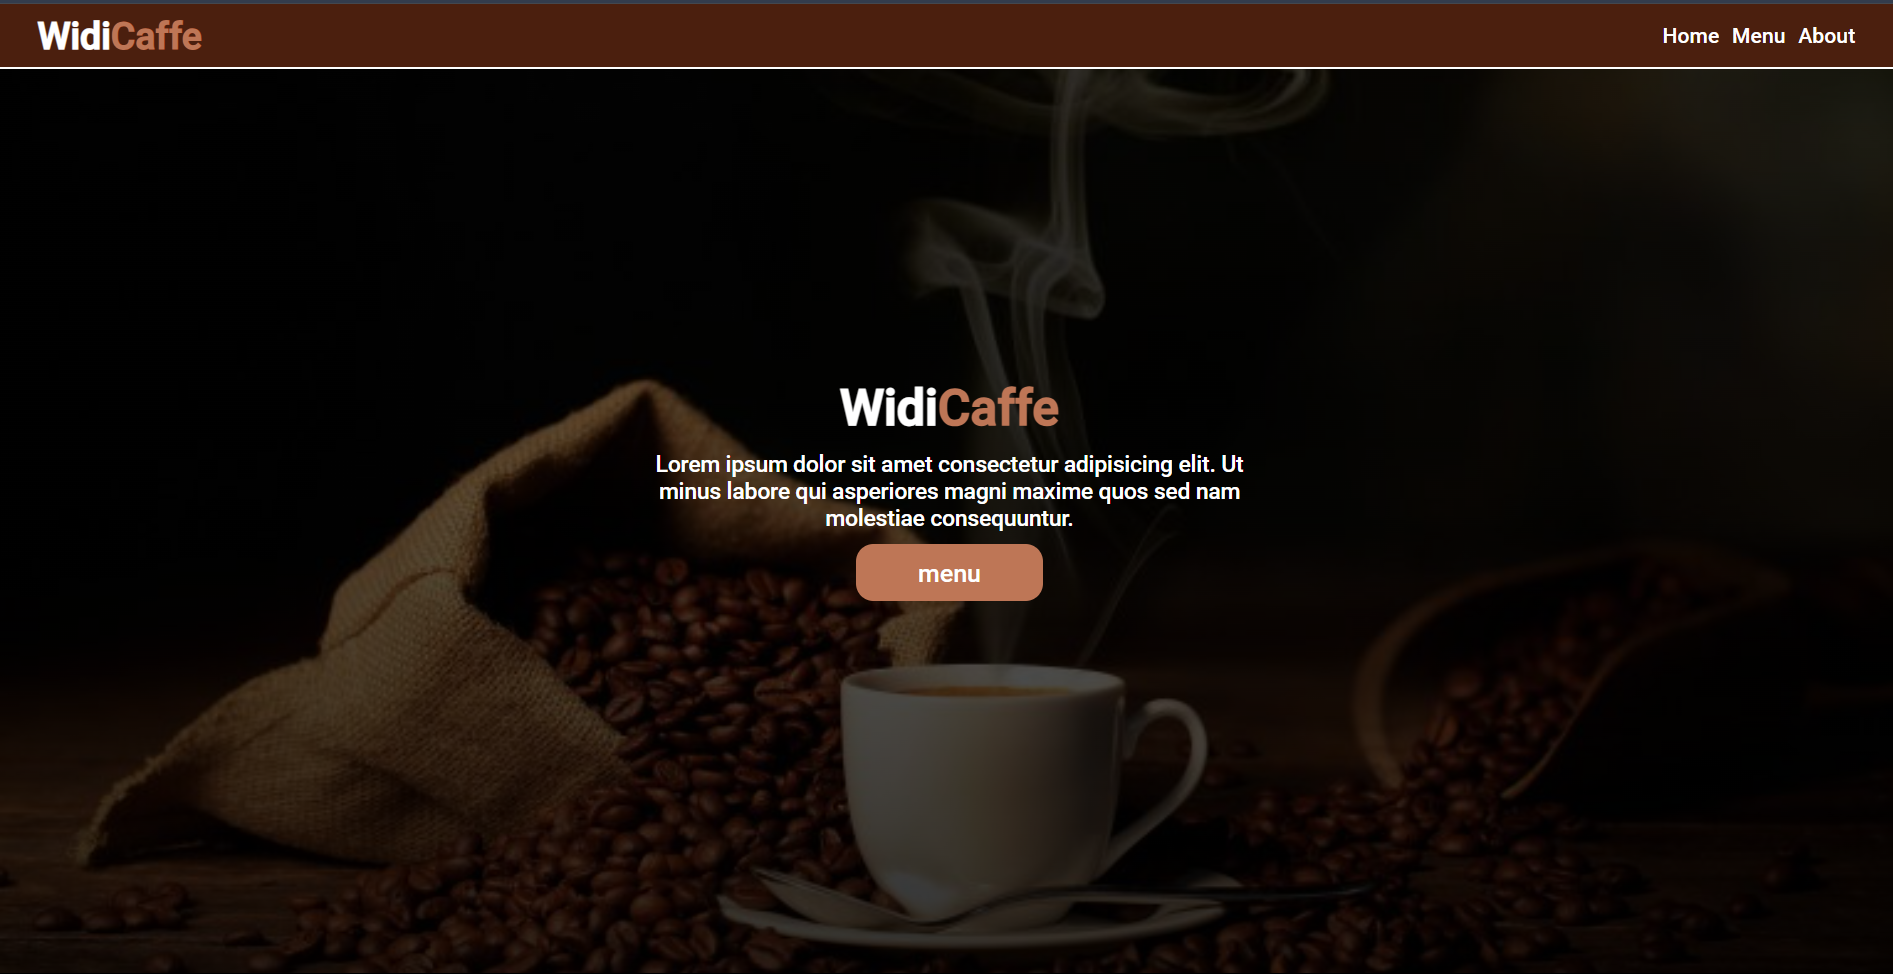 WidiCaffe
Home Menu About
WidiCaffe
Lorem ipsum dolor sit amet consectetur adipisicing elit. Ut
minus labore qui asperiores magni maxime quos sed nam
molestiae consequuntur.
menu